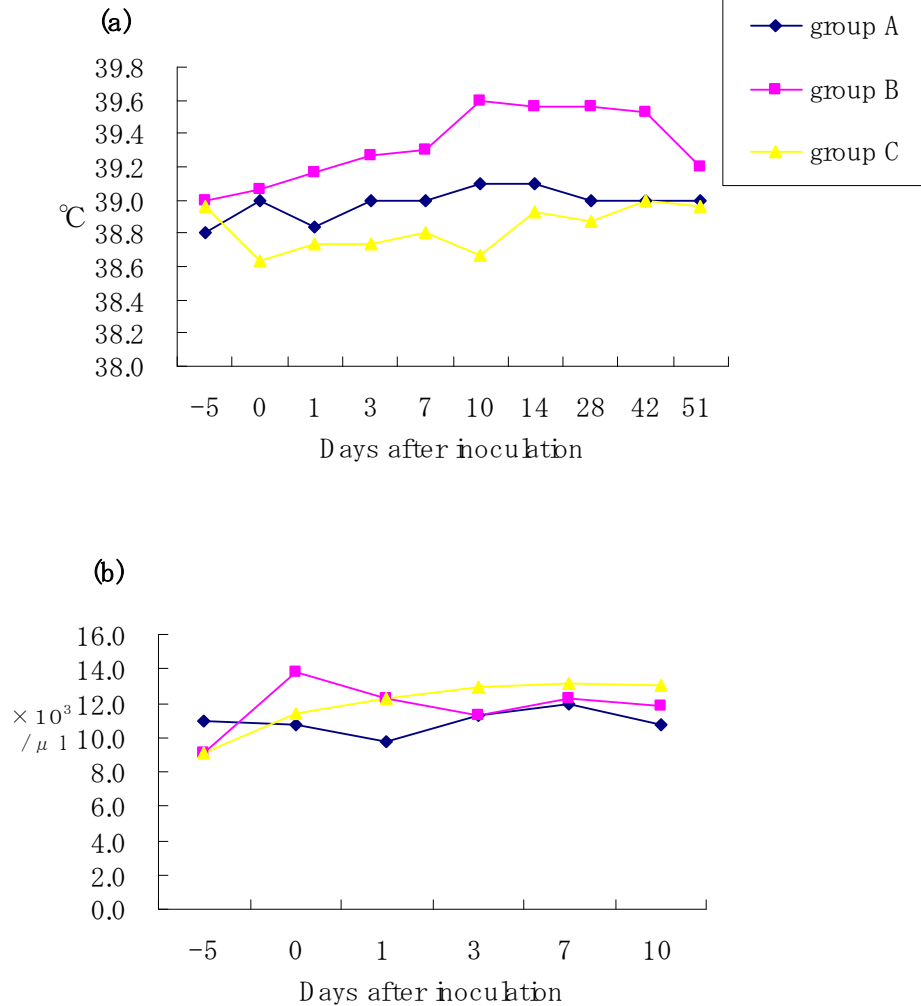 (a)
group A
group B
group C
39.8
39.6
39.4
39.2
39.0
38.8
38.6
38.4
38.2
38.0
℃
-5 0 1 3 7 10 14 28 42 51
Days after inoculation
(b)
16.0
14.0
12.0
10.0
8.0
6.0
4.0
2.0
0.0
×10³
/μl
-5 0 1 3 7 10
Days after inoculation